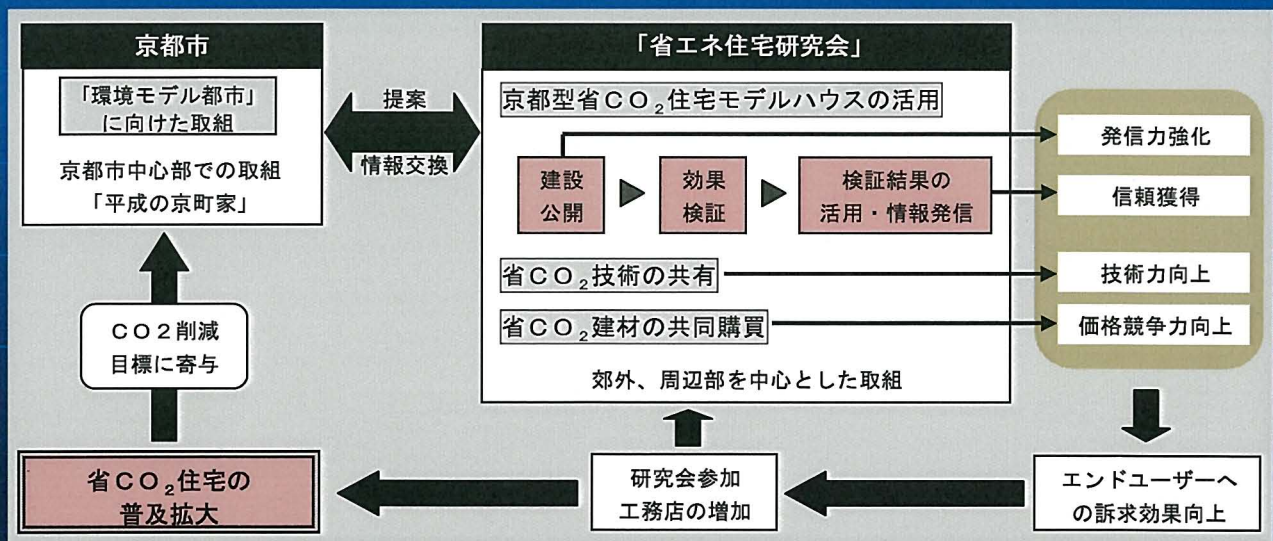 京都市
「環境モデル都市」
に向けた取組
京都市中心部での取組
「平成の京町家」
提案
情報交換
「省エネ住宅研究会」
京都型省ＣＯ₂住宅モデルハウスの活用
建設
公開
効果
検証
検証結果の
活用・情報発信
省ＣＯ₂技術の共有
省ＣＯ₂建材の共同購買
郊外、周辺部を中心とした取組
発信力強化
信頼獲得
技術力向上
価格競争力向上
ＣＯ２削減
目標に寄与
省ＣＯ₂住宅の
普及拡大
研究会参加
工務店の増加
エンドユーザーへ
の訴求効果向上